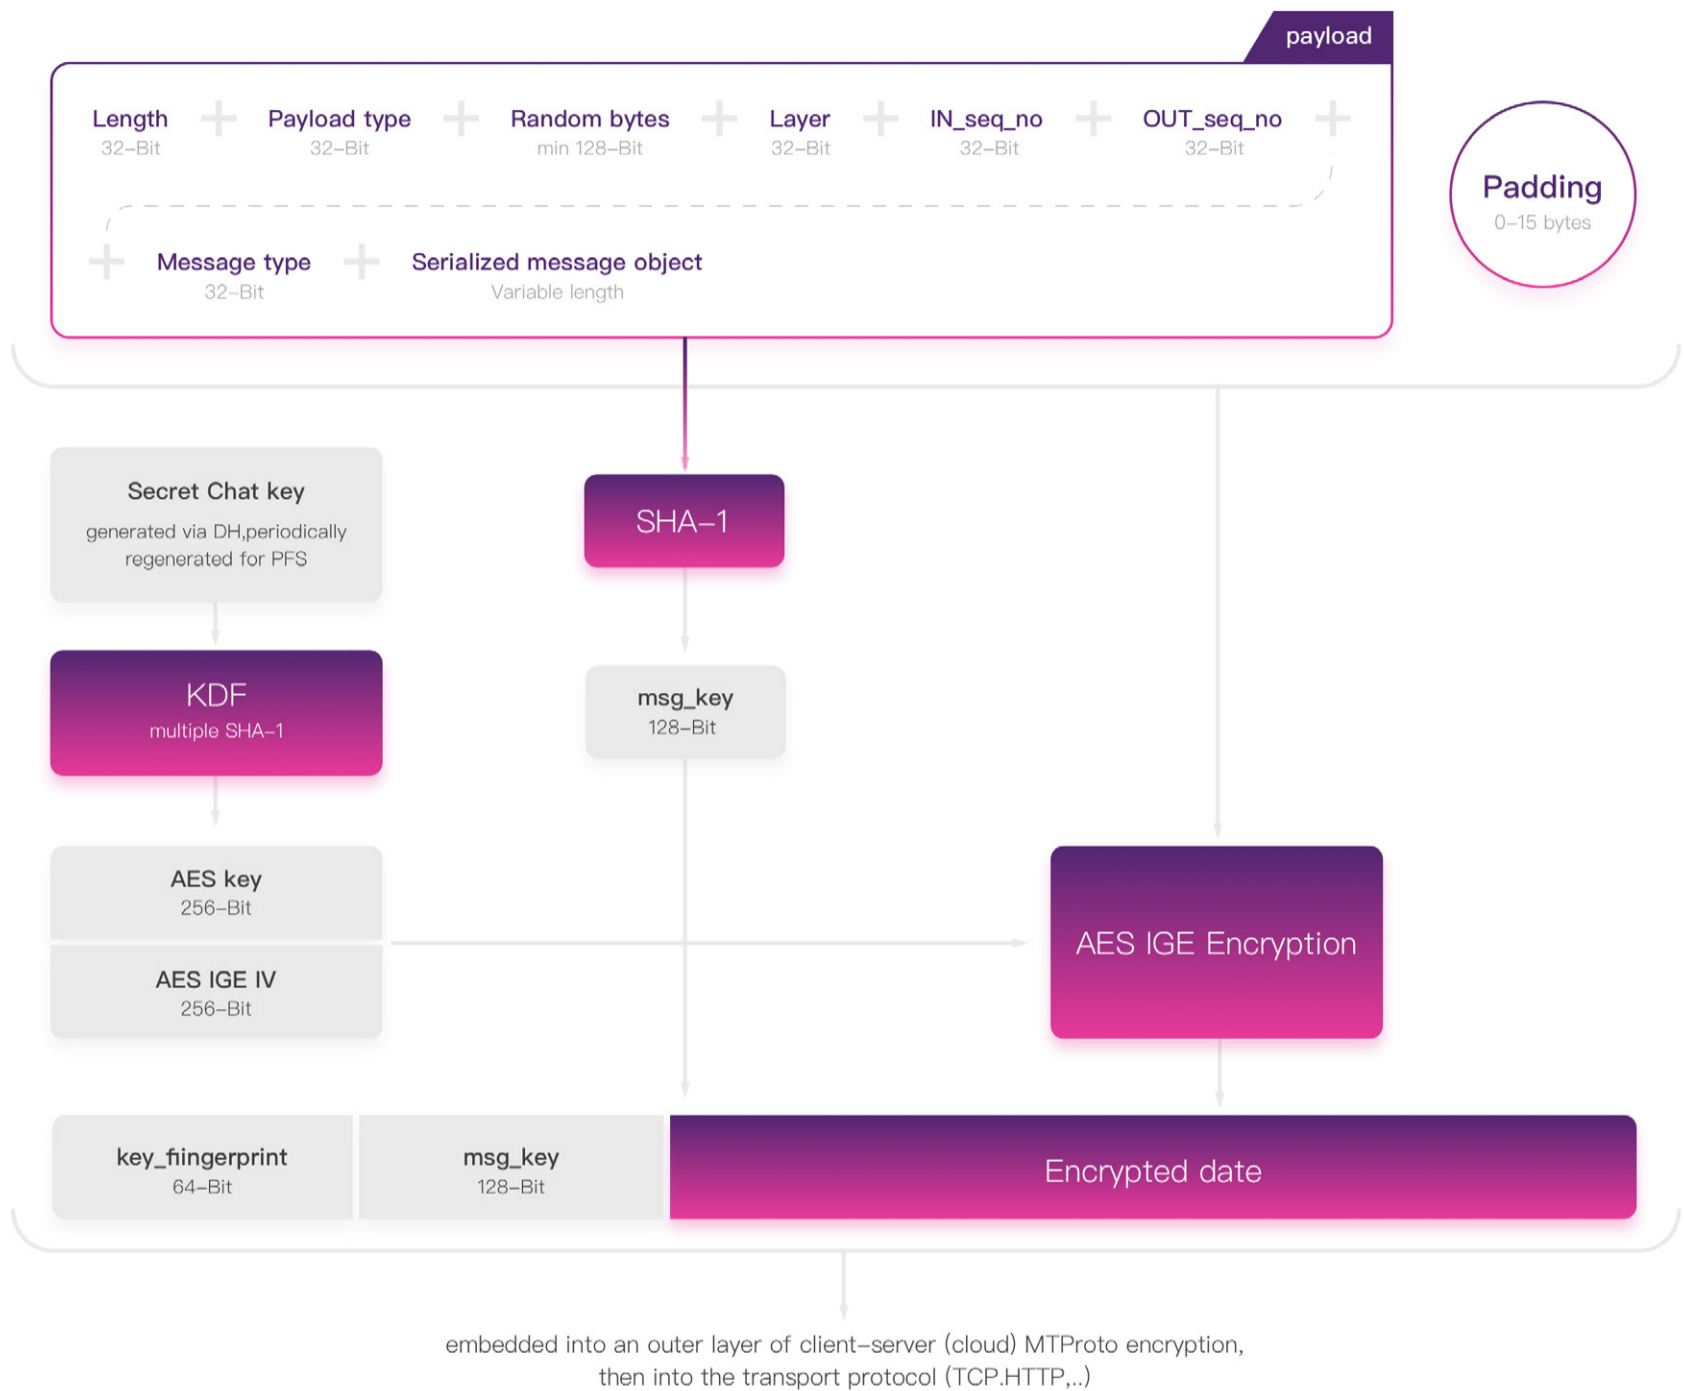 payload
Length
32-Bit
Payload type
32-Bit
Random bytes
min 128-Bit
Layer
32-Bit
IN_seq_no
32-Bit
OUT_seq_no
32-Bit
Message type
32-Bit
Serialized message object
Variable length
Padding
0-15 bytes
Secret Chat key
generated via DH,periodically
regenerated for PFS
SHA-1
KDF
multiple SHA-1
msg_key
128-Bit
AES key
256-Bit
AES IGE IV
256-Bit
AES IGE Encryption
key_fiingerprint
64-Bit
msg_key
128-Bit
Encrypted date
embedded into an outer layer of client-server (cloud) MTProto encryption,
then into the transport protocol (TCP.HTTP,..)